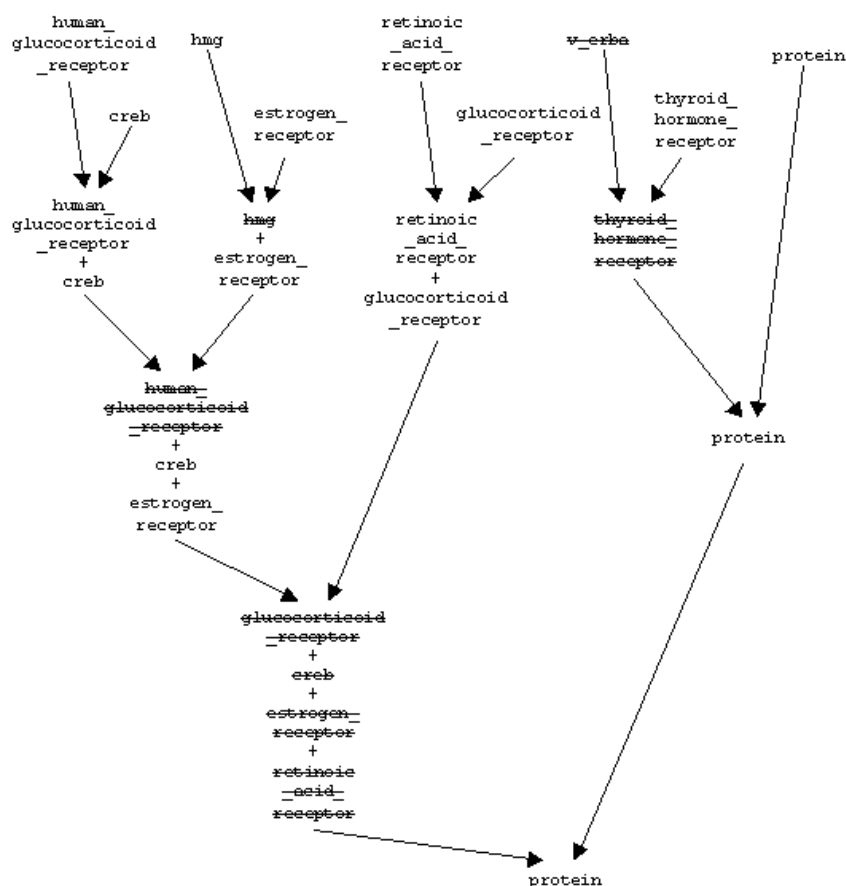 human_
glucocorticoid
_receptor
hmg
retinoic
_acid_
receptor
v_erba
protein
creb
estrogen_
receptor
glucocorticoid
_receptor
thyroid_
hormone_
receptor
human_
glucocorticoid
_receptor
+
creb
hmg
+
estrogen_
receptor
retinoic
_acid_
receptor
+
glucocorticoid
_receptor
thyroid_
hormone_
receptor
human_
glucocorticoid
_receptor
+
creb
+
estrogen_
receptor
protein
glucocorticoid
_receptor
+
creb
+
estrogen_
receptor
+
retinoic
_acid_
receptor
protein